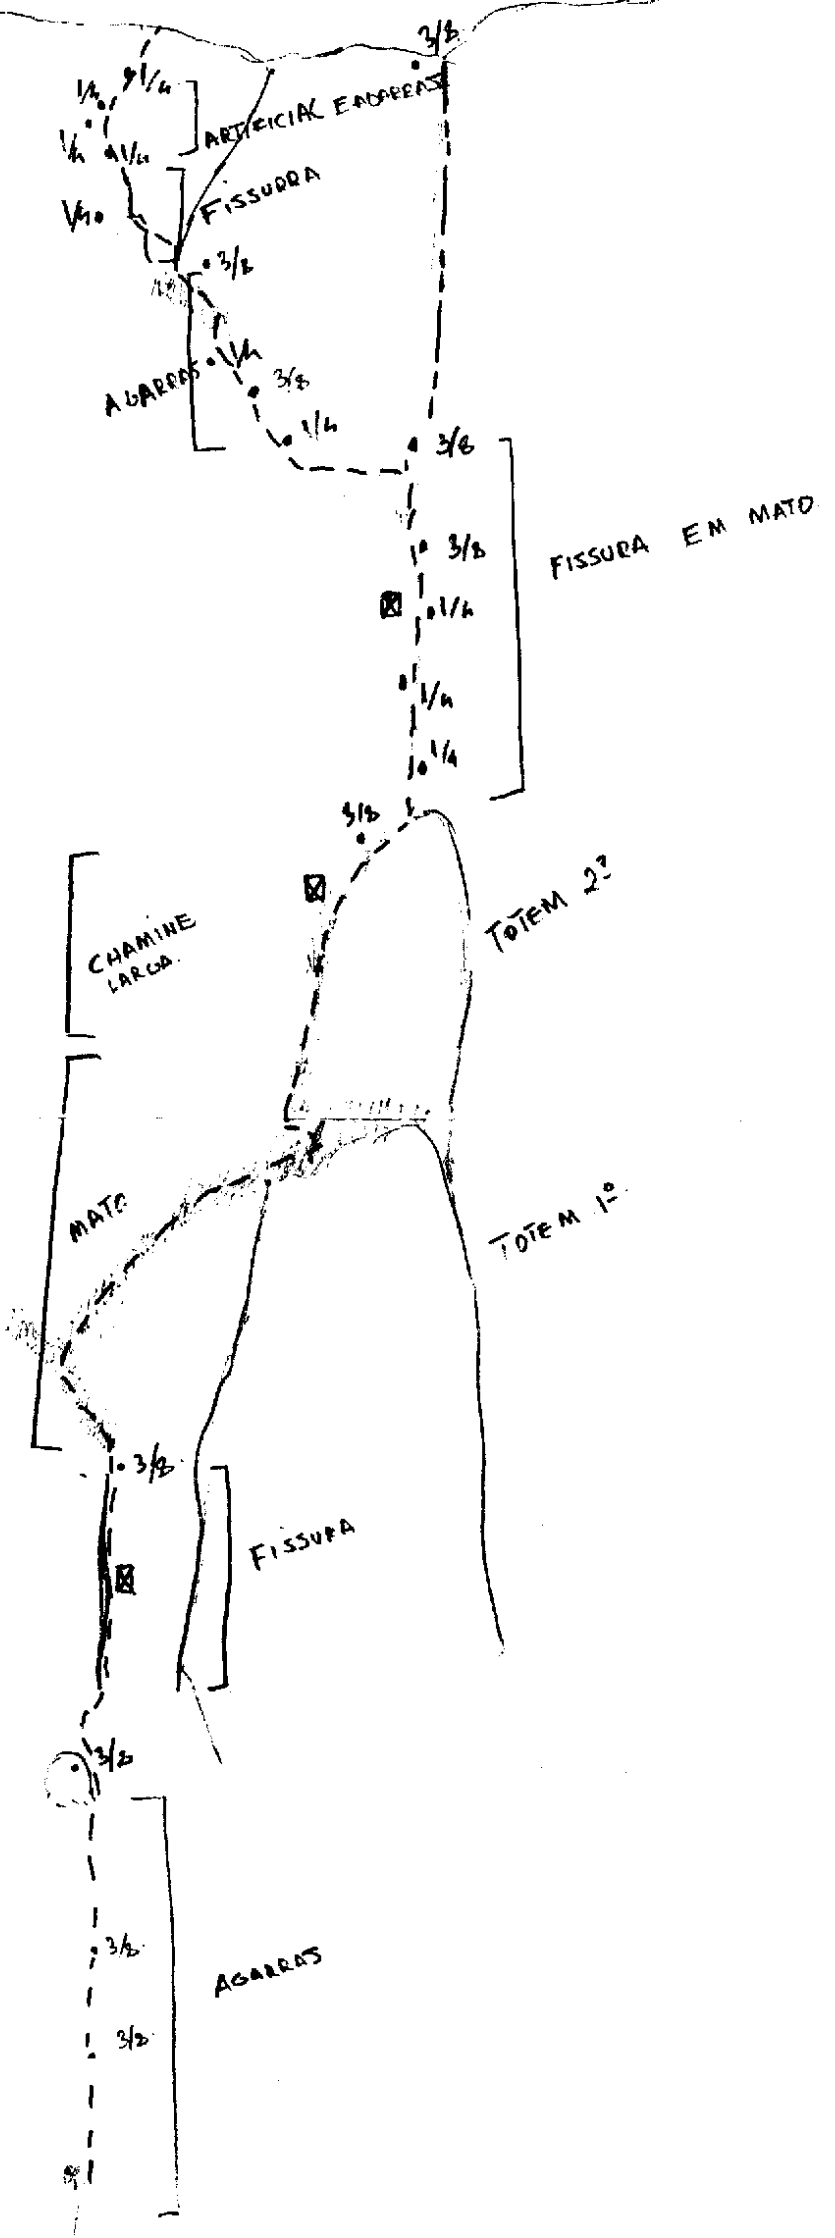 3/8
1/4
1/4
ARTIFICIAL E AGARRAS
1/4
1/4
FISSURRA
1/4
3/8
1/4
AGARRAS
3/8
1/4
3/8
FISSURA EM MATO
3/8
1/4
1/4
1/4
3/8
TOTEM 2º
CHAMINE
LARGA.
MATO
TOTEM 1º
3/8
FISSURA
3/8
3/8
AGARRAS
3/8